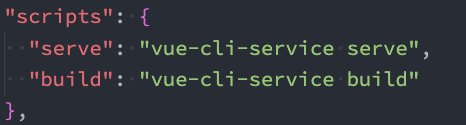 "scripts": {
  "serve": "vue-cli-service serve",
  "build": "vue-cli-service build"
},